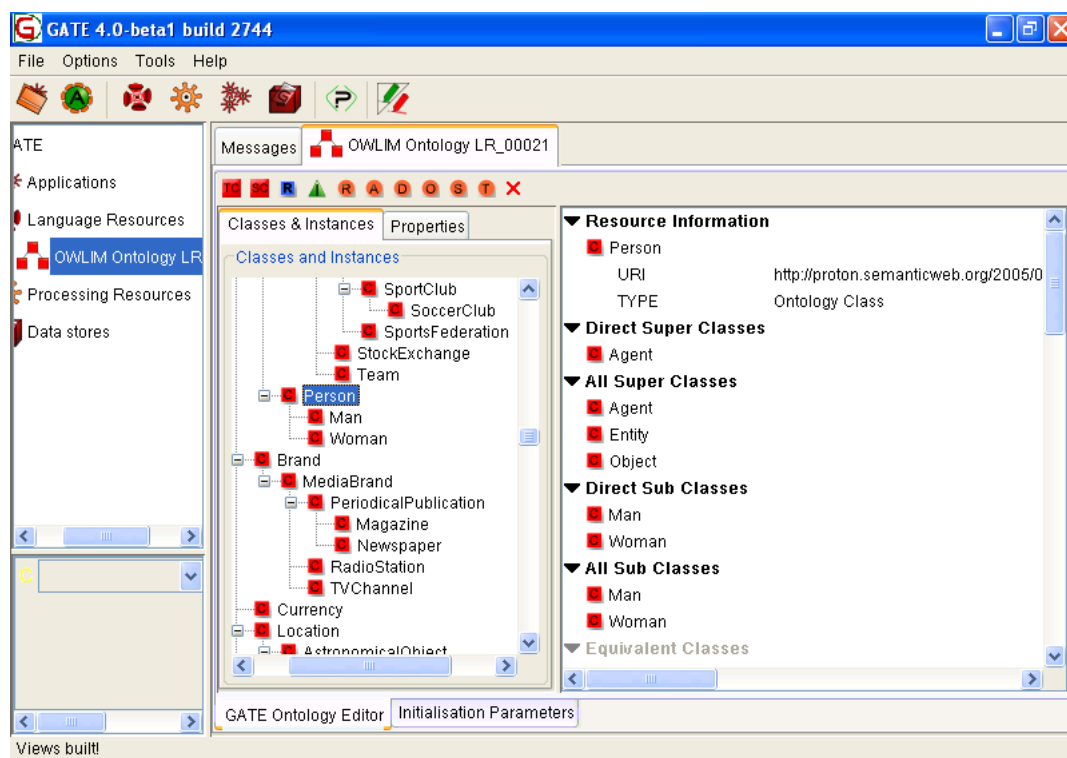 GATE 4.0-beta1 build 2744
File Options Tools Help
ATE
Applications
Language Resources
OWLIM Ontology LR
Processing Resources
Data stores
Messages
OWLIM Ontology LR_00021
TC SC R R A D O S T
Classes & Instances
Properties
Classes and Instances
SportClub
SoccerClub
SportsFederation
StockExchange
Team
Person
Man
Woman
Brand
MediaBrand
PeriodicalPublication
Magazine
Newspaper
RadioStation
TVChannel
Currency
Location
AstronomicalObject
Resource Information
C Person
URI http://proton.semanticweb.org/2005/0
TYPE Ontology Class
Direct Super Classes
C Agent
All Super Classes
C Agent
C Entity
C Object
Direct Sub Classes
C Man
C Woman
All Sub Classes
C Man
C Woman
Equivalent Classes
GATE Ontology Editor
Initialisation Parameters
Views built!